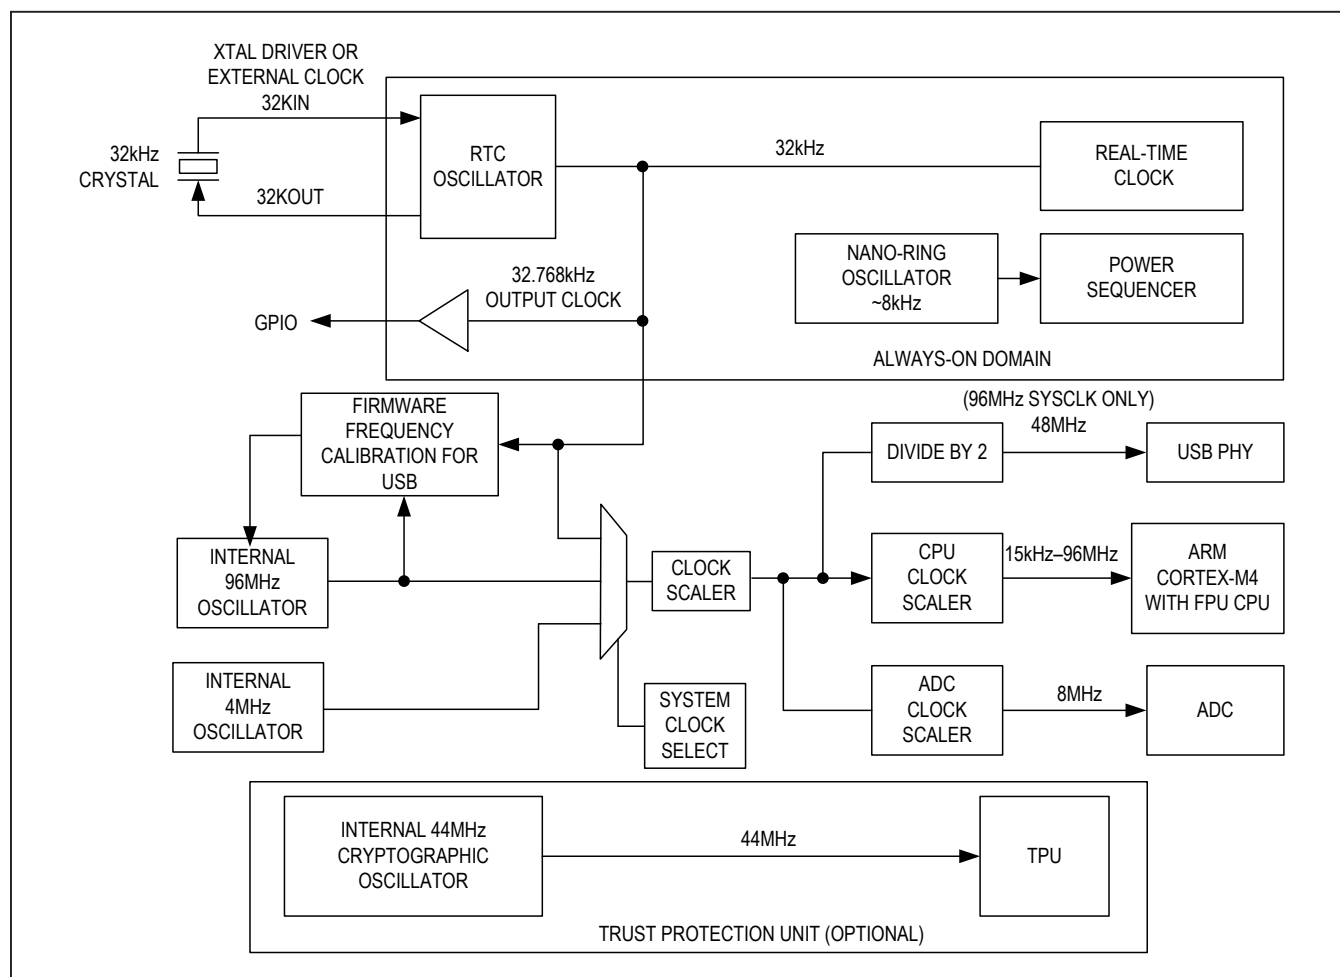 XTAL DRIVER OR
EXTERNAL CLOCK
32KIN
32kHz
CRYSTAL
32KOUT
RTC
OSCILLATOR
32kHz
REAL-TIME
CLOCK
NANO-RING
OSCILLATOR
~8kHz
POWER
SEQUENCER
32.768kHz
OUTPUT CLOCK
GPIO
ALWAYS-ON DOMAIN
FIRMWARE
FREQUENCY
CALIBRATION FOR
USB
(96MHz SYSCLK ONLY)
48MHz
DIVIDE BY 2
USB PHY
INTERNAL
96MHz
OSCILLATOR
CLOCK
SCALER
CPU
CLOCK
SCALER
15kHz–96MHz
ARM
CORTEX-M4
WITH FPU CPU
INTERNAL
4MHz
OSCILLATOR
SYSTEM
CLOCK
SELECT
ADC
CLOCK
SCALER
8MHz
ADC
INTERNAL 44MHz
CRYPTOGRAPHIC
OSCILLATOR
44MHz
TPU
TRUST PROTECTION UNIT (OPTIONAL)